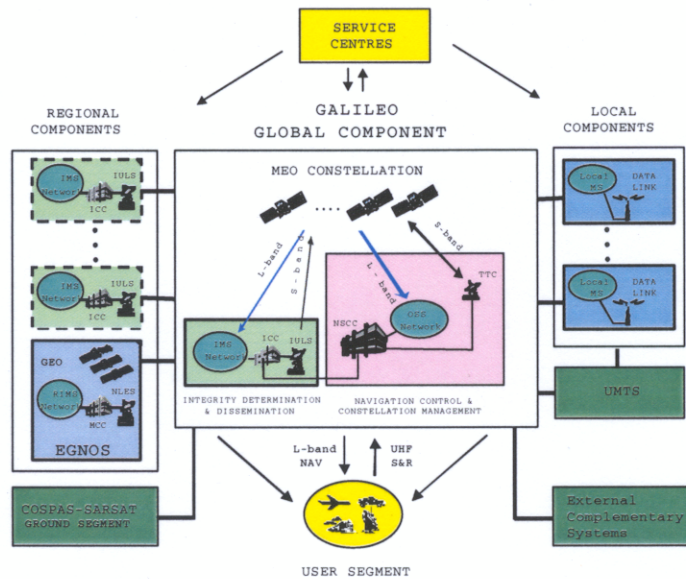 SERVICE
CENTRES
REGIONAL
COMPONENTS
GALILEO
GLOBAL COMPONENT
LOCAL
COMPONENTS
IMS
Network
ICC
IULS
IMS
Network
ICC
IULS
GEO
RIMS
Network
MCC
NLES
EGNOS
MEO CONSTELLATION
....
L-band
S-band
L-band
S-band
TTC
OSS
Network
NSCC
IMS
Network
ICC
IULS
INTEGRITY DETERMINATION
& DISSEMINATION
NAVIGATION CONTROL &
CONSTELLATION MANAGEMENT
Local
MS
DATA
LINK
Local
MS
DATA
LINK
UMTS
L-band
NAV
UHF
S&R
COSPAS-SARSAT
GROUND SEGMENT
External
Complementary
Systems
USER SEGMENT